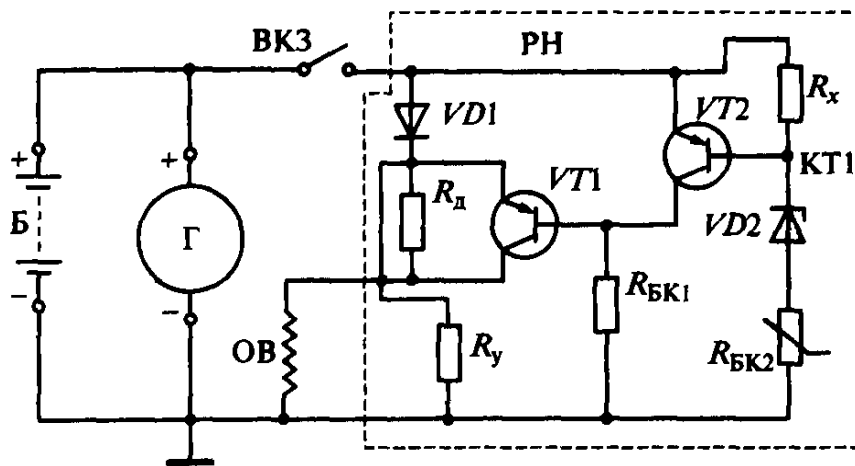 ВКЗ
РН
VD1
VT2
Rх
КТ1
+
+
Б
Г
Rд
VT1
VD2
−
−
ОВ
Rу
RБК1
RБК2